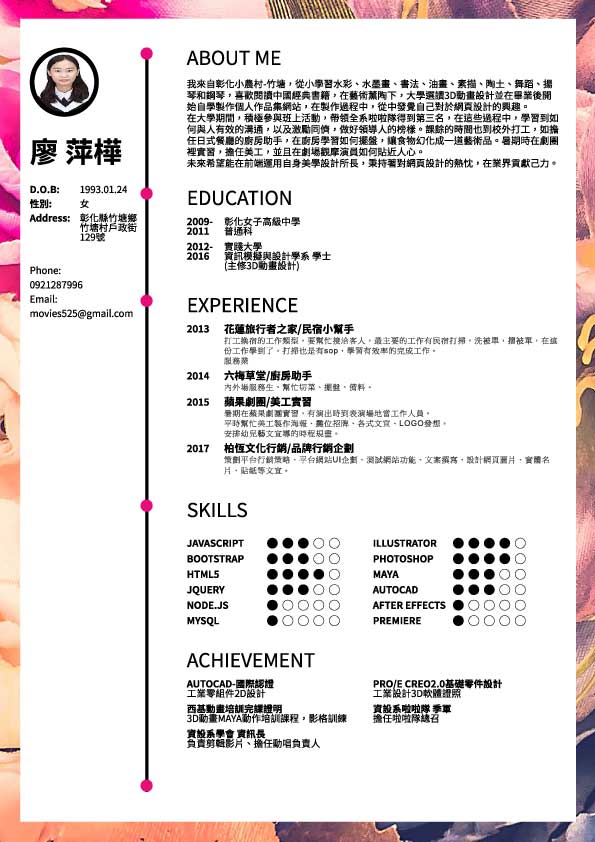 廖 萍樺
D.O.B: 1993.01.24
性別: 女
Address: 彰化縣竹塘鄉
竹塘村戶政街
129號
Phone:
0921287996
Email:
movies525@gmail.com
ABOUT ME
我來自彰化小農村-竹塘，從小學習水彩、水墨畫、書法、油畫、素描、陶土、舞蹈、揚
琴和鋼琴，喜歡閱讀中國經典書籍，在藝術薰陶下，大學選讀3D動畫設計並在畢業後開
始自學製作個人作品集網站，在製作過程中，從中發覺自己對於網頁設計的興趣。
在大學期間，積極參與班上活動，帶領全系啦啦隊得到第三名，在這些過程中，學習到如
何與人有效的溝通，以及激勵同儕，做好領導人的榜樣。課餘的時間也到校外打工，如擔
任日式餐廳的廚房助手，在廚房學習如何擺盤，讓食物幻化成一道藝術品。暑期時在劇團
裡實習，擔任美工，並且在劇場觀摩演員如何貼近人心。
未來希望能在前端運用自身美學設計所長，秉持著對網頁設計的熱忱，在業界貢獻己力。
EDUCATION
2009- 彰化女子高級中學
2011 普通科
2012- 實踐大學
2016 資訊模擬與設計學系 學士
(主修3D動畫設計)
EXPERIENCE
2013 花蓮旅行者之家/民宿小幫手
打工換宿的工作類型，要幫忙接洽客人，最主要的工作有民宿打掃，洗被單，摺被單，在這
份工作學到了，打掃也是有sop，學習有效率的完成工作。
服務業
2014 六梅草堂/廚房助手
內外場服務生，幫忙切菜、擺盤、備料。
2015 蘋果劇團/美工實習
暑期在蘋果劇團實習，有演出時到表演場地當工作人員。
平時幫忙美工製作海報、攤位招牌、各式文宣、LOGO發想。
安排幼兒藝文宣導的時程規畫。
2017 柏恆文化行銷/品牌行銷企劃
策劃平台行銷策略、平台網站UI企劃、測試網站功能、文案撰寫，設計網頁圖片、實體名
片、貼紙等文宣。
SKILLS
JAVASCRIPT ILLUSTRATOR
BOOTSTRAP PHOTOSHOP
HTML5 MAYA
JQUERY AUTOCAD
NODE.JS AFTER EFFECTS
MYSQL PREMIERE
ACHIEVEMENT
AUTOCAD-國際認證 PRO/E CREO2.0基礎零件設計
工業零組件2D設計 工業設計3D軟體證照
西基動畫培訓完課證明 資設系啦啦隊 季軍
3D動畫MAYA動作培訓課程，影格訓練 擔任啦啦隊總召
資設系學會 資訊長
負責剪輯影片、擔任動唱負責人